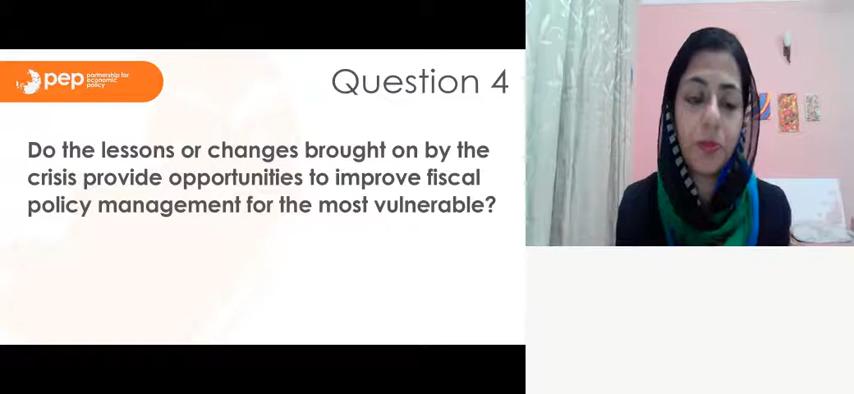 pep partnership for
economic
policy
Question 4
Do the lessons or changes brought on by the
crisis provide opportunities to improve fiscal
policy management for the most vulnerable?